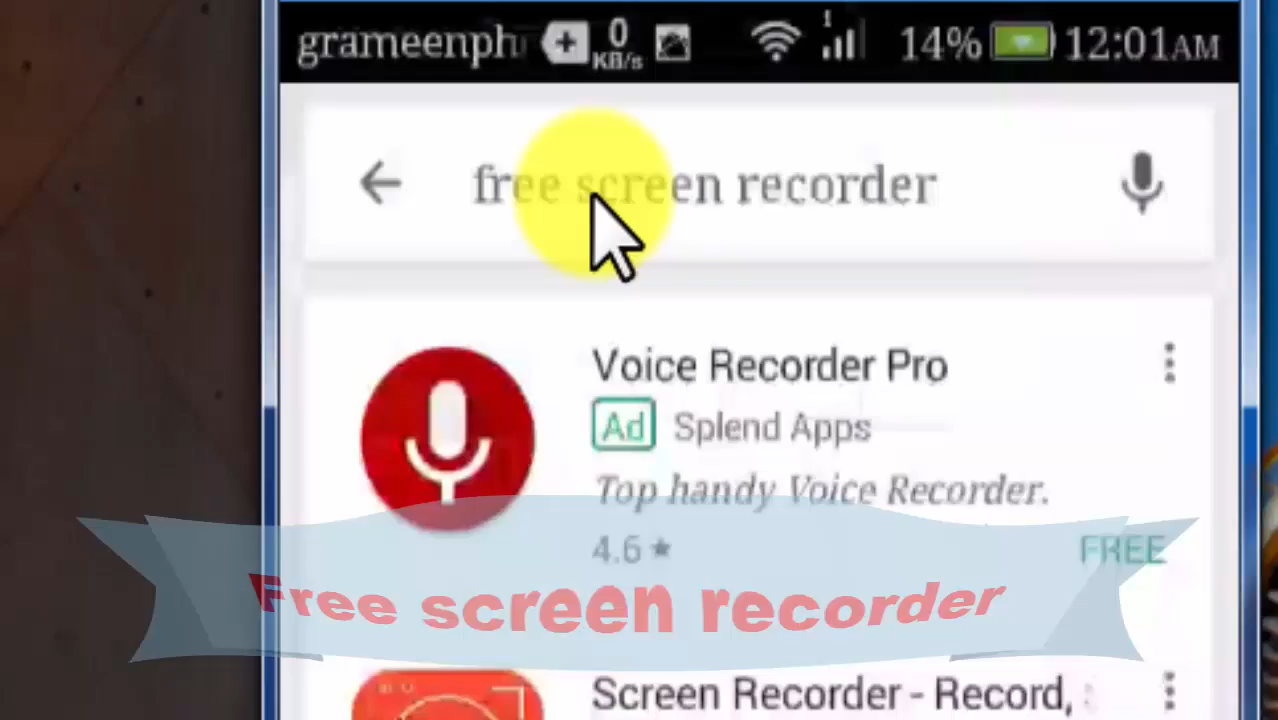 grameenph 0 KB/s 1 14% 12:01AM
free screen recorder
Voice Recorder Pro
Ad Splend Apps
Top handy Voice Recorder.
4.6 FREE
Free screen recorder
Screen Recorder - Record,